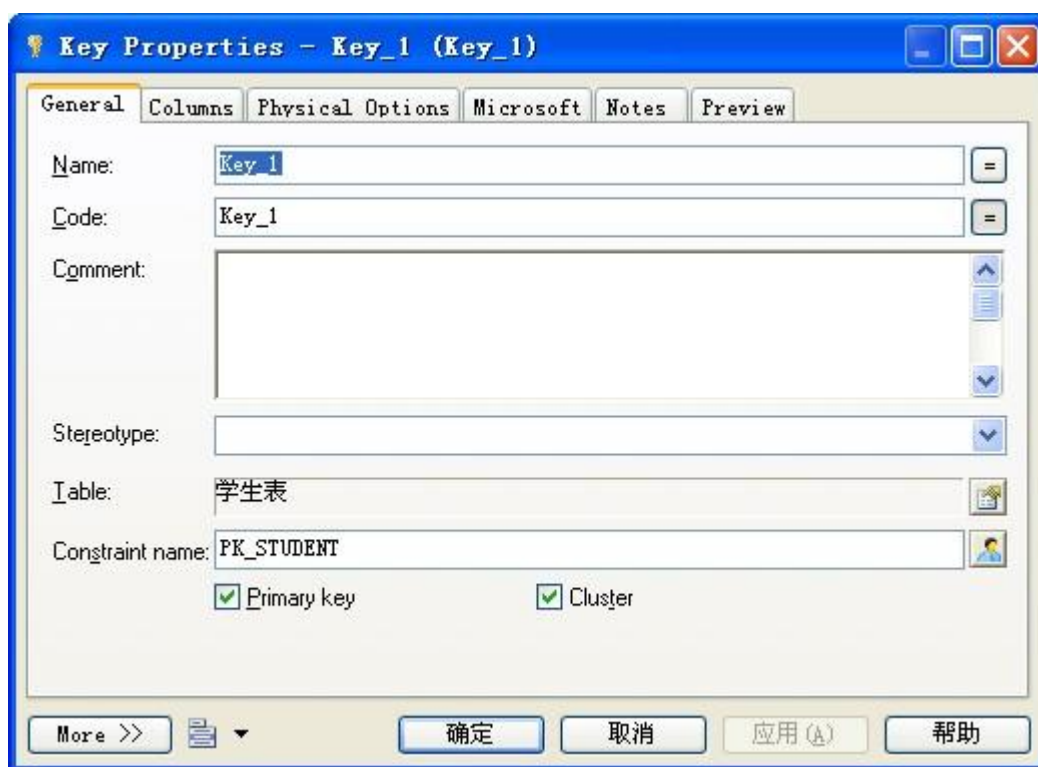 Key Properties - Key_1 (Key_1)
General Columns Physical Options Microsoft Notes Preview
Name: Key_1 =
Code: Key_1 =
Comment:
Stereotype:
Table: 学生表
Constraint name: PK_STUDENT
Primary key Cluster
More >> 确定 取消 应用(A) 帮助